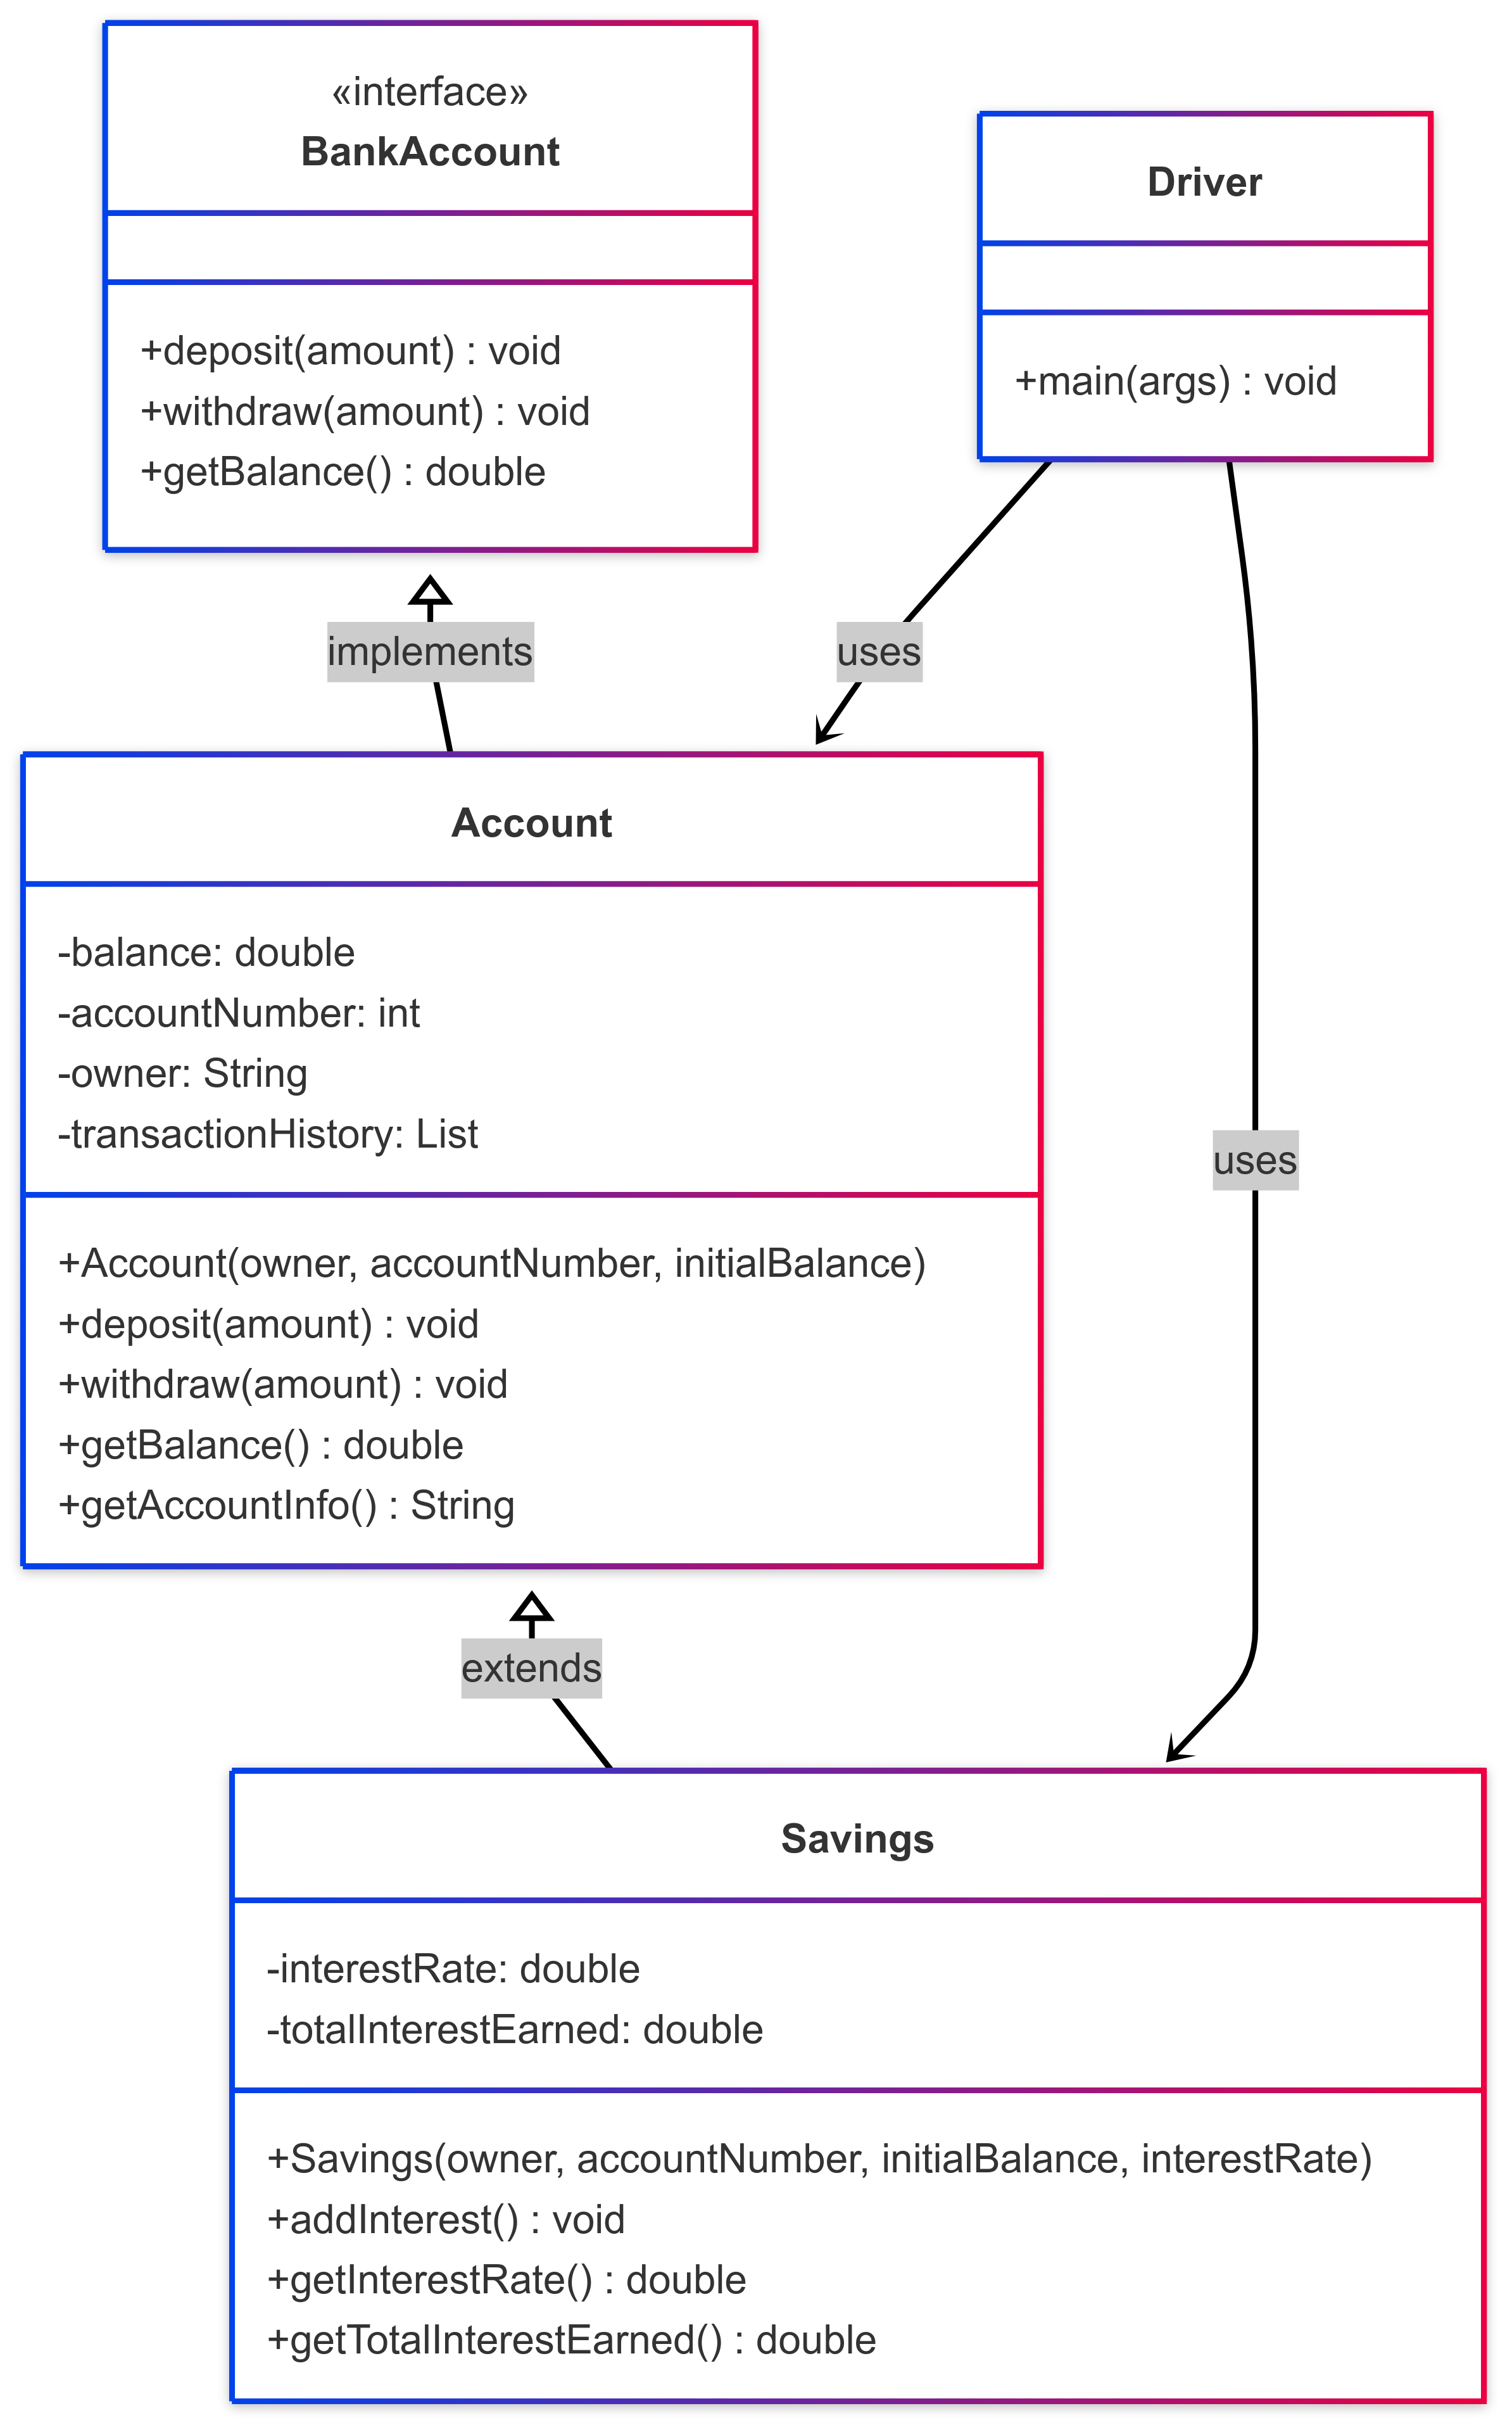 «interface»
BankAccount
+deposit(amount) : void
+withdraw(amount) : void
+getBalance() : double
Driver
+main(args) : void
implements
uses
Account
-balance: double
-accountNumber: int
-owner: String
-transactionHistory: List
+Account(owner, accountNumber, initialBalance)
+deposit(amount) : void
+withdraw(amount) : void
+getBalance() : double
+getAccountInfo() : String
uses
extends
Savings
-interestRate: double
-totalInterestEarned: double
+Savings(owner, accountNumber, initialBalance, interestRate)
+addInterest() : void
+getInterestRate() : double
+getTotalInterestEarned() : double